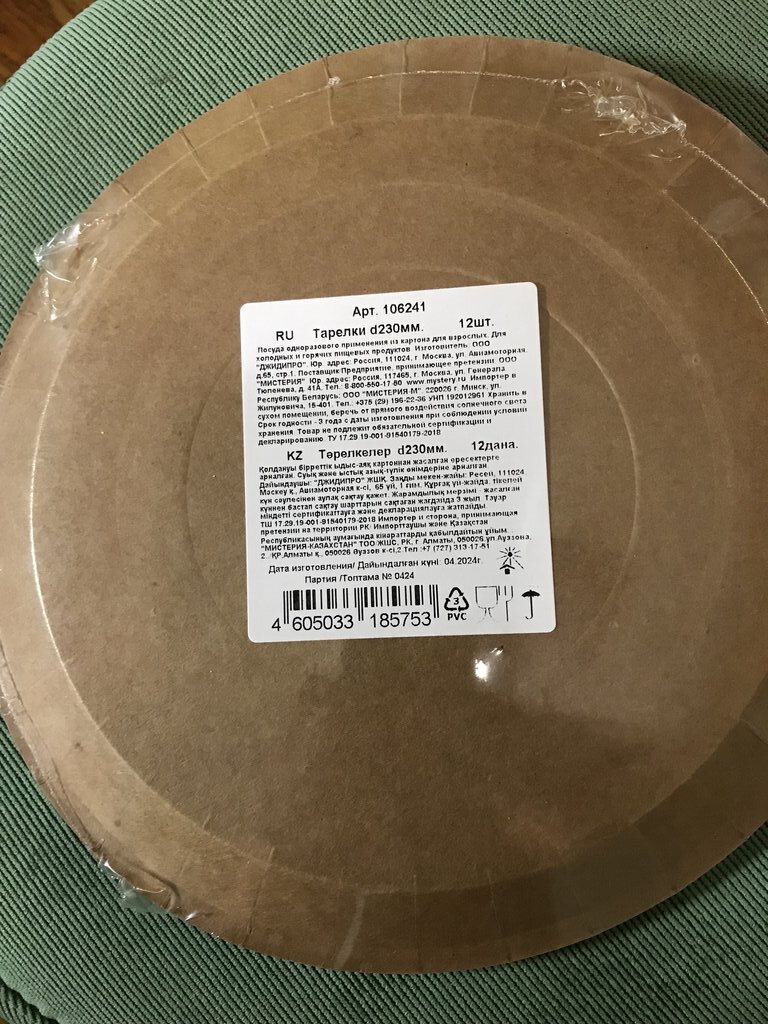 Арт. 106241
RU Тарелки d230мм. 12шт.
Посуда одноразового применения из картона для взрослых. Для
холодных и горячих пищевых продуктов. Изготовитель: ООО
"ДЖИДИПРО". Юр. адрес: Россия, 111024, г. Москва, ул. Авиамоторная,
д.65, стр.1. Поставщик:Предприятие, принимающее претензии: ООО
"МИСТЕРИЯ". Юр. адрес: Россия, 117465, г. Москва, ул. Генерала
Тюленева, д. 41А. Тел.: 8-800-550-17-50 www.mystery.ru Импортер в
Республику Беларусь: ООО "МИСТЕРИЯ-М" 220026 г. Минск, ул.
Жилуновича, 15-401. Тел.: +375 (29) 196-22-36 УНП 192012961 Хранить в
сухом помещении, беречь от прямого воздействия солнечного света
Срок годности - 3 года с даты изготовления при соблюдении условий
хранения. Товар не подлежит обязательной сертификации и
декларированию. ТУ 17.29.19-001-91540179-2018
KZ Тәрелкелер d230мм. 12дана.
Қолдануы бірреттік ыдыс-аяқ картоннан жасалған ересектерге
арналған. Суық және ыстық азық-түлік өнімдеріне арналған.
Дайындаушы: "ДЖИДИПРО" ЖШҚ. Заңды мекен-жайы: Ресей, 111024,
Мәскеу қ., Авиамоторная к-сі, 65 үй, 1 ғим. Құрғақ үй-жайда, тікелей
күн сәулесінен аулақ сақтау қажет. Жарамдылық мерзімі - жасалған
күннен бастап сақтау шарттарын сақтаған жағдайда 3 жыл. Тауар
міндетті сертификаттауға және декларациялауға жатпайды
ТШ 17.29.19-001-91540179-2018 Импортер и сторона, принимающая
претензии на территории РК: Импорттаушы және Қазақстан
Республикасының аумағында кінараттарды қабылдайтын ұйым:
"МИСТЕРИЯ-КАЗАХСТАН" ТОО/ЖШС, РК, г. Алматы, 050026,ул.Ауэзова,
2., ҚР,Алматы қ., 050026 Әуэзов к-сі,2.Тел.:+7 (727) 313-17-51
Дата изготовления/ Дайындалған күні: 04.2024г.
Партия /Топтама № 0424
4 605033 185753
3
PVC